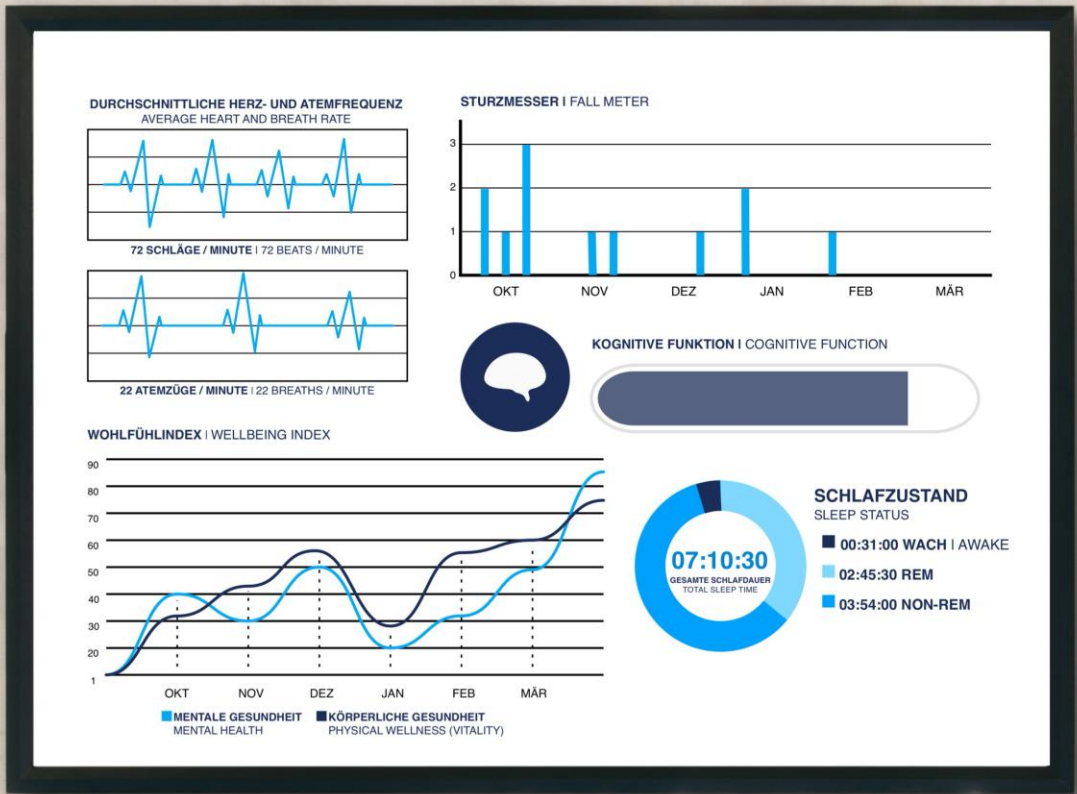 DURCHSCHNITTLICHE HERZ- UND ATEMFREQUENZ
AVERAGE HEART AND BREATH RATE
72 SCHLÄGE / MINUTE I 72 BEATS / MINUTE
22 ATEMZÜGE / MINUTE I 22 BREATHS / MINUTE
STURZMESSER I FALL METER
3
2
1
0
OKT NOV DEZ JAN FEB MÄR
KOGNITIVE FUNKTION I COGNITIVE FUNCTION
WOHLFÜHLINDEX I WELLBEING INDEX
90
80
70
60
50
40
30
20
1
OKT NOV DEZ JAN FEB MÄR
MENTALE GESUNDHEIT
MENTAL HEALTH
KÖRPERLICHE GESUNDHEIT
PHYSICAL WELLNESS (VITALITY)
07:10:30
GESAMTE SCHLAFDAUER
TOTAL SLEEP TIME
SCHLAFZUSTAND
SLEEP STATUS
00:31:00 WACH I AWAKE
02:45:30 REM
03:54:00 NON-REM